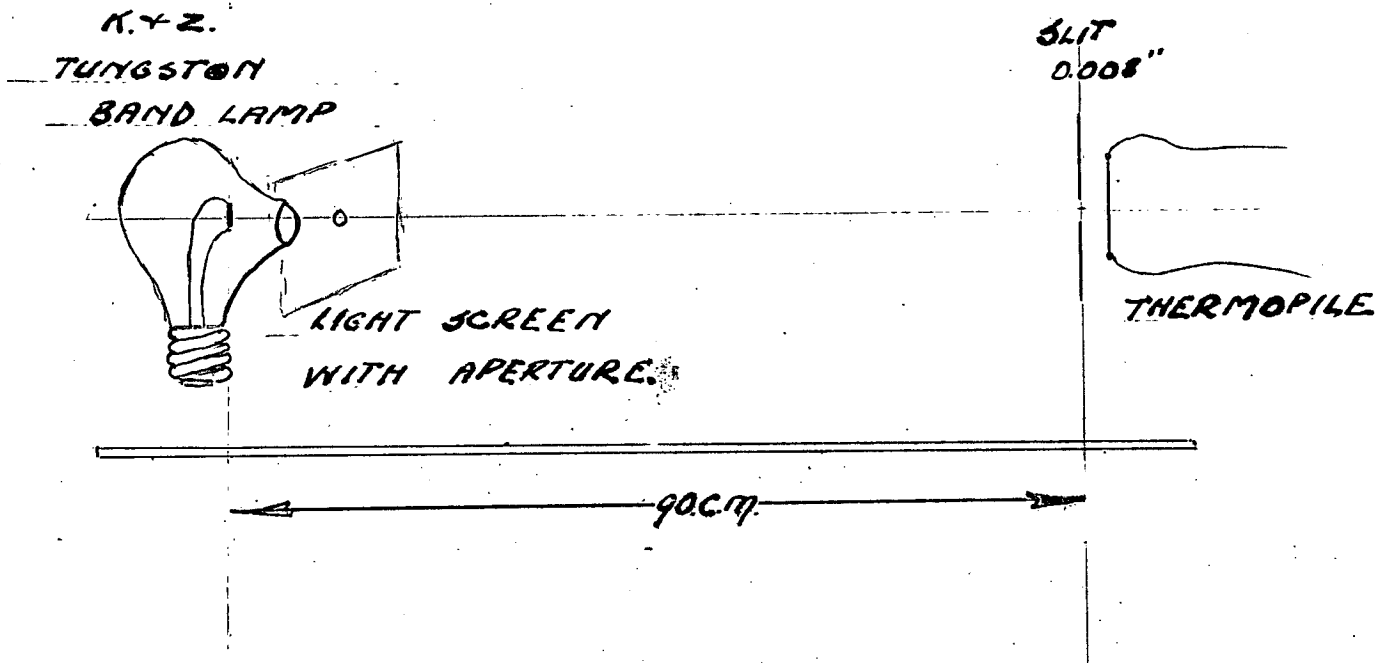 K. & Z.
TUNGSTON
BAND LAMP
SLIT
0.008"
LIGHT SCREEN
WITH APERTURE.
THERMOPILE
90.C.M.